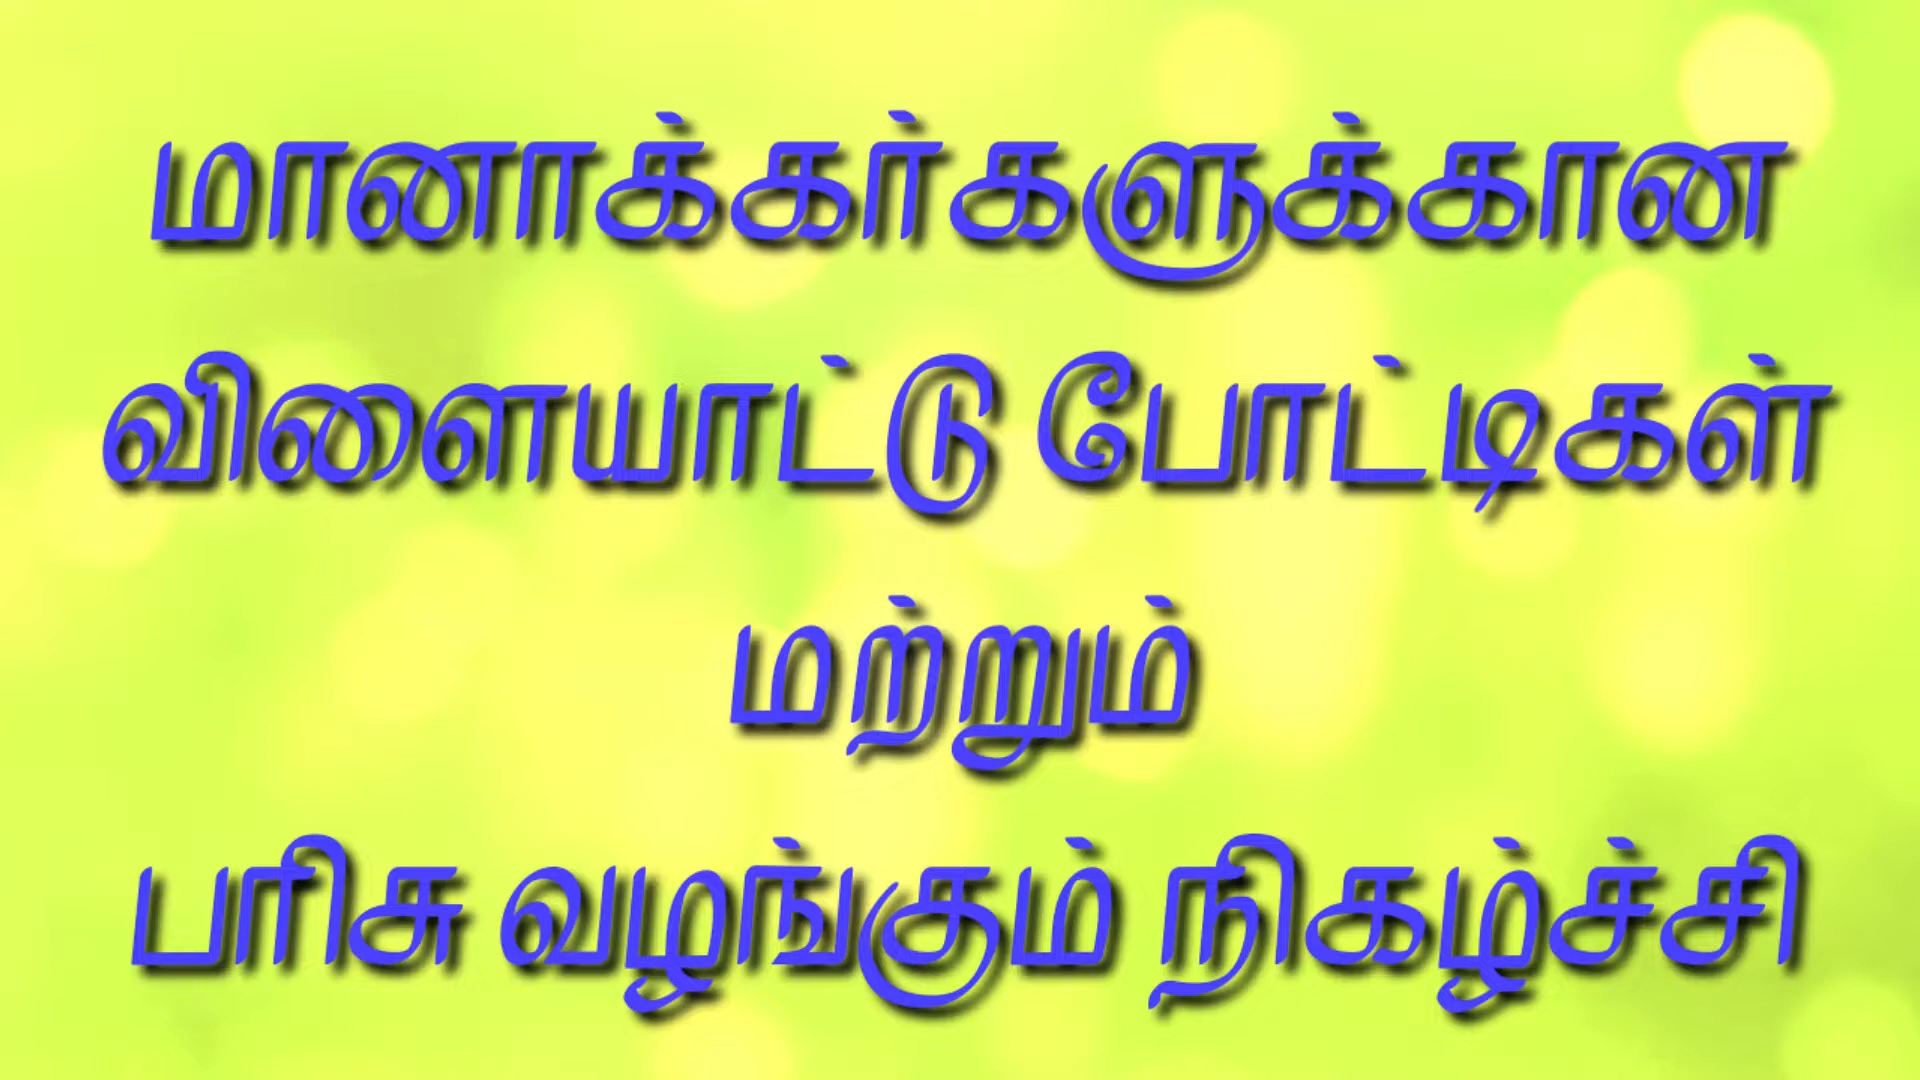 மானாக்கர்களுக்கான
விளையாட்டு போட்டிகள்
மற்றும்
பரிசு வழங்கும் நிகழ்ச்சி